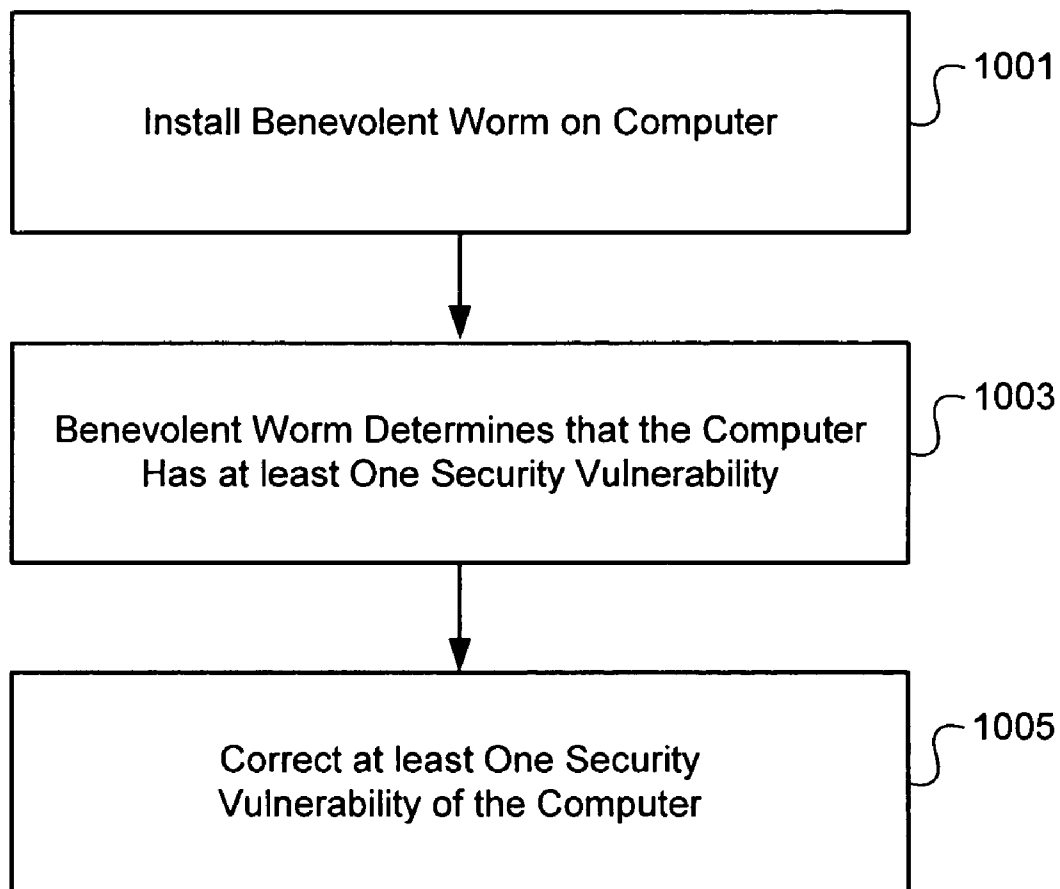 Install Benevolent Worm on Computer
1001
Benevolent Worm Determines that the Computer
Has at least One Security Vulnerability
1003
Correct at least One Security
Vulnerability of the Computer
1005